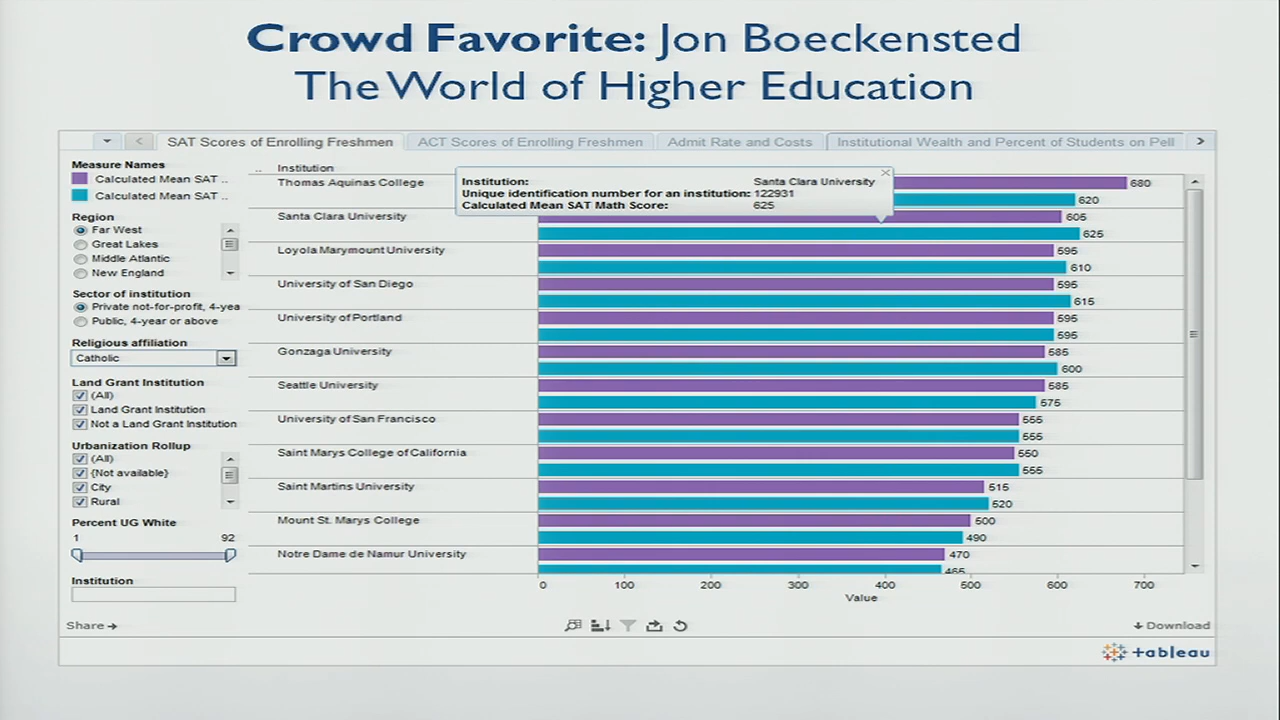 Crowd Favorite: Jon Boeckensted
The World of Higher Education
SAT Scores of Enrolling Freshmen
ACT Scores of Enrolling Freshmen
Admit Rate and Costs
Institutional Wealth and Percent of Students on Pell
Measure Names
Calculated Mean SAT ..
Calculated Mean SAT ..
Region
Far West
Great Lakes
Middle Atlantic
New England
Sector of institution
Private not-for-profit, 4-yea
Public, 4-year or above
Religious affiliation
Catholic
Land Grant Institution
(All)
Land Grant Institution
Not a Land Grant Institution
Urbanization Rollup
(All)
{Not available}
City
Rural
Percent UG White
1 92
Institution
.. Institution
Institution: Santa Clara University
Unique identification number for an institution: 122931
Calculated Mean SAT Math Score: 625
Thomas Aquinas College 680
620
Santa Clara University 605
625
Loyola Marymount University 595
610
University of San Diego 595
615
University of Portland 595
595
Gonzaga University 585
600
Seattle University 585
575
University of San Francisco 555
555
Saint Marys College of California 550
555
Saint Martins University 515
520
Mount St. Marys College 500
490
Notre Dame de Namur University 470
465
0 100 200 300 400 500 600 700
Value
Share
Download
+ableau